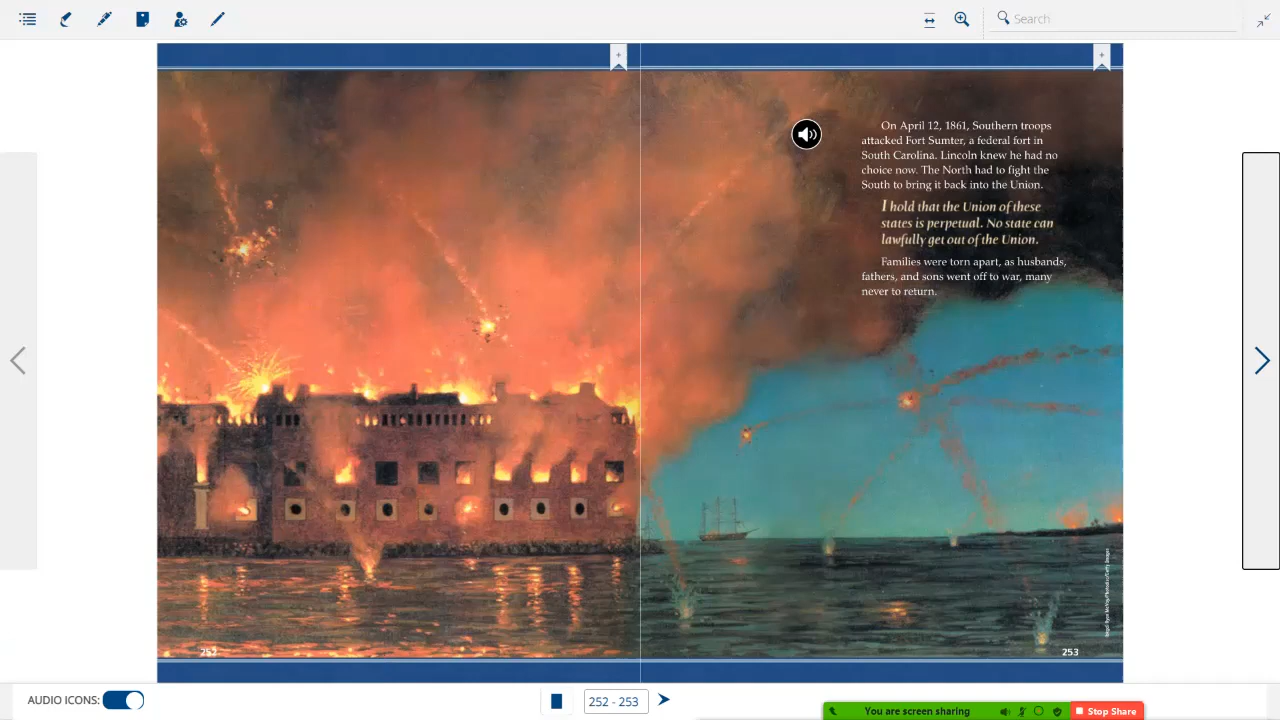 Search
On April 12, 1861, Southern troops
attacked Fort Sumter, a federal fort in
South Carolina. Lincoln knew he had no
choice now. The North had to fight the
South to bring it back into the Union.
I hold that the Union of these
states is perpetual. No state can
lawfully get out of the Union.
Families were torn apart, as husbands,
fathers, and sons went off to war, many
never to return.
252
253
AUDIO ICONS:
252 - 253
You are screen sharing
Stop Share